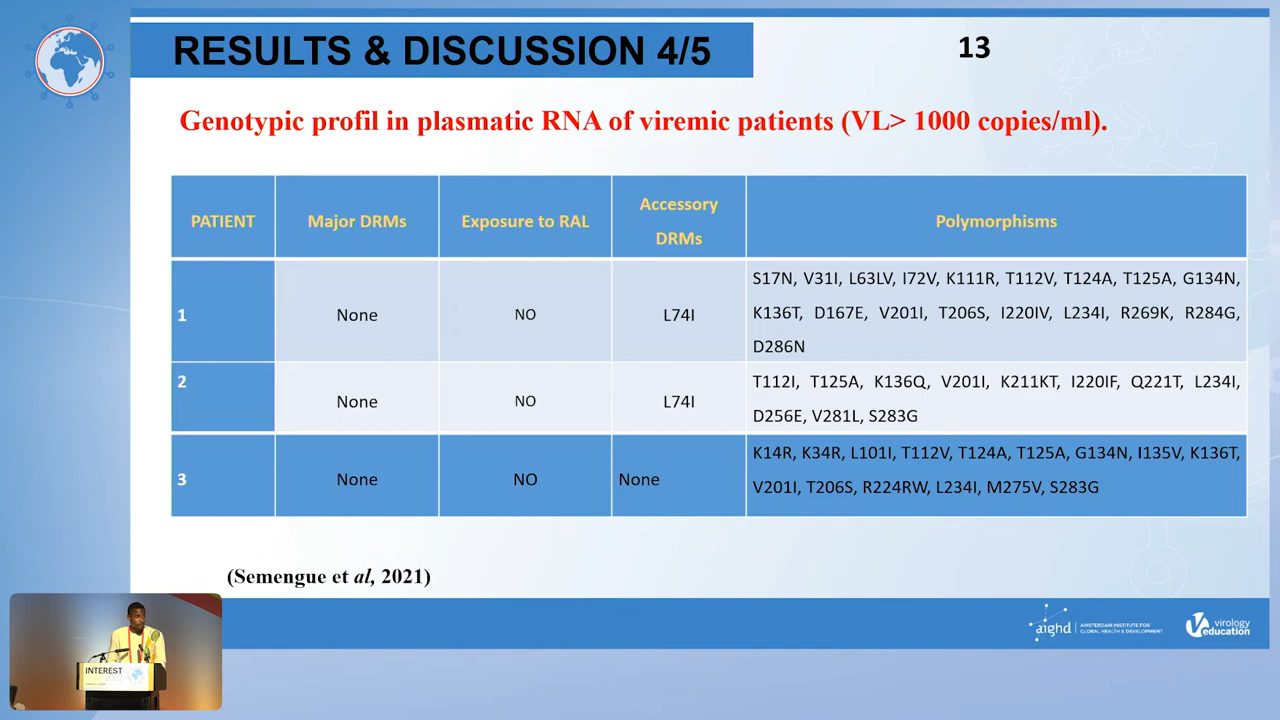 RESULTS & DISCUSSION 4/5
13
Genotypic profil in plasmatic RNA of viremic patients (VL> 1000 copies/ml).
PATIENT
Major DRMs
Exposure to RAL
Accessory
DRMs
Polymorphisms
1
None
NO
L74I
S17N, V31I, L63LV, I72V, K111R, T112V, T124A, T125A, G134N,
K136T, D167E, V201I, T206S, I220IV, L234I, R269K, R284G,
D286N
2
None
NO
L74I
T112I, T125A, K136Q, V201I, K211KT, I220IF, Q221T, L234I,
D256E, V281L, S283G
3
None
NO
None
K14R, K34R, L101I, T112V, T124A, T125A, G134N, I135V, K136T,
V201I, T206S, R224RW, L234I, M275V, S283G
(Semengue et al, 2021)
INTEREST
aighd
AMSTERDAM INSTITUTE FOR
GLOBAL HEALTH & DEVELOPMENT
virology
education